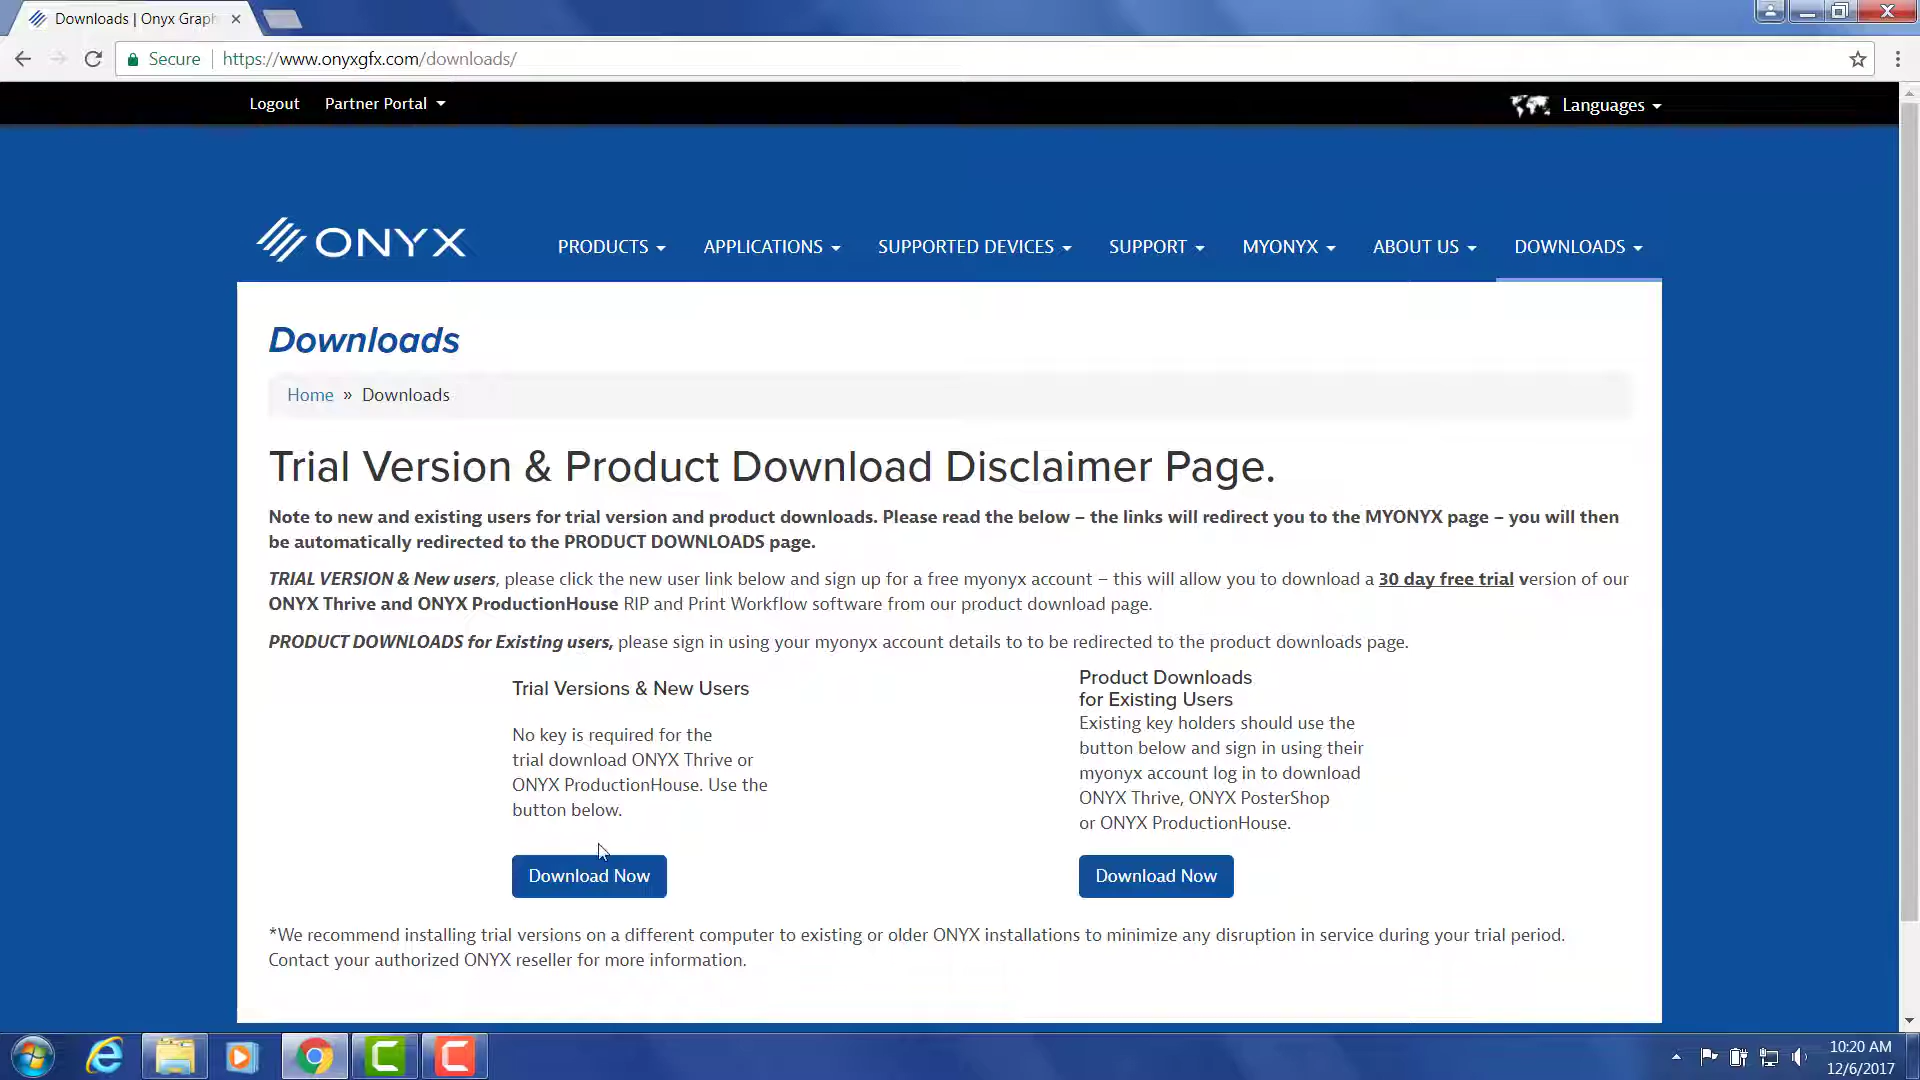 Downloads | Onyx Graph
Secure
https://www.onyxgfx.com/downloads/
Logout
Partner Portal
Languages
ONYX
PRODUCTS
APPLICATIONS
SUPPORTED DEVICES
SUPPORT
MYONYX
ABOUT US
DOWNLOADS
Downloads
Home » Downloads
Trial Version & Product Download Disclaimer Page.
Note to new and existing users for trial version and product downloads. Please read the below – the links will redirect you to the MYONYX page – you will then
be automatically redirected to the PRODUCT DOWNLOADS page.
TRIAL VERSION & New users, please click the new user link below and sign up for a free myonyx account – this will allow you to download a 30 day free trial version of our
ONYX Thrive and ONYX ProductionHouse RIP and Print Workflow software from our product download page.
PRODUCT DOWNLOADS for Existing users, please sign in using your myonyx account details to to be redirected to the product downloads page.
Trial Versions & New Users
No key is required for the
trial download ONYX Thrive or
ONYX ProductionHouse. Use the
button below.
Download Now
Product Downloads
for Existing Users
Existing key holders should use the
button below and sign in using their
myonyx account log in to download
ONYX Thrive, ONYX PosterShop
or ONYX ProductionHouse.
Download Now
*We recommend installing trial versions on a different computer to existing or older ONYX installations to minimize any disruption in service during your trial period.
Contact your authorized ONYX reseller for more information.
10:20 AM
12/6/2017